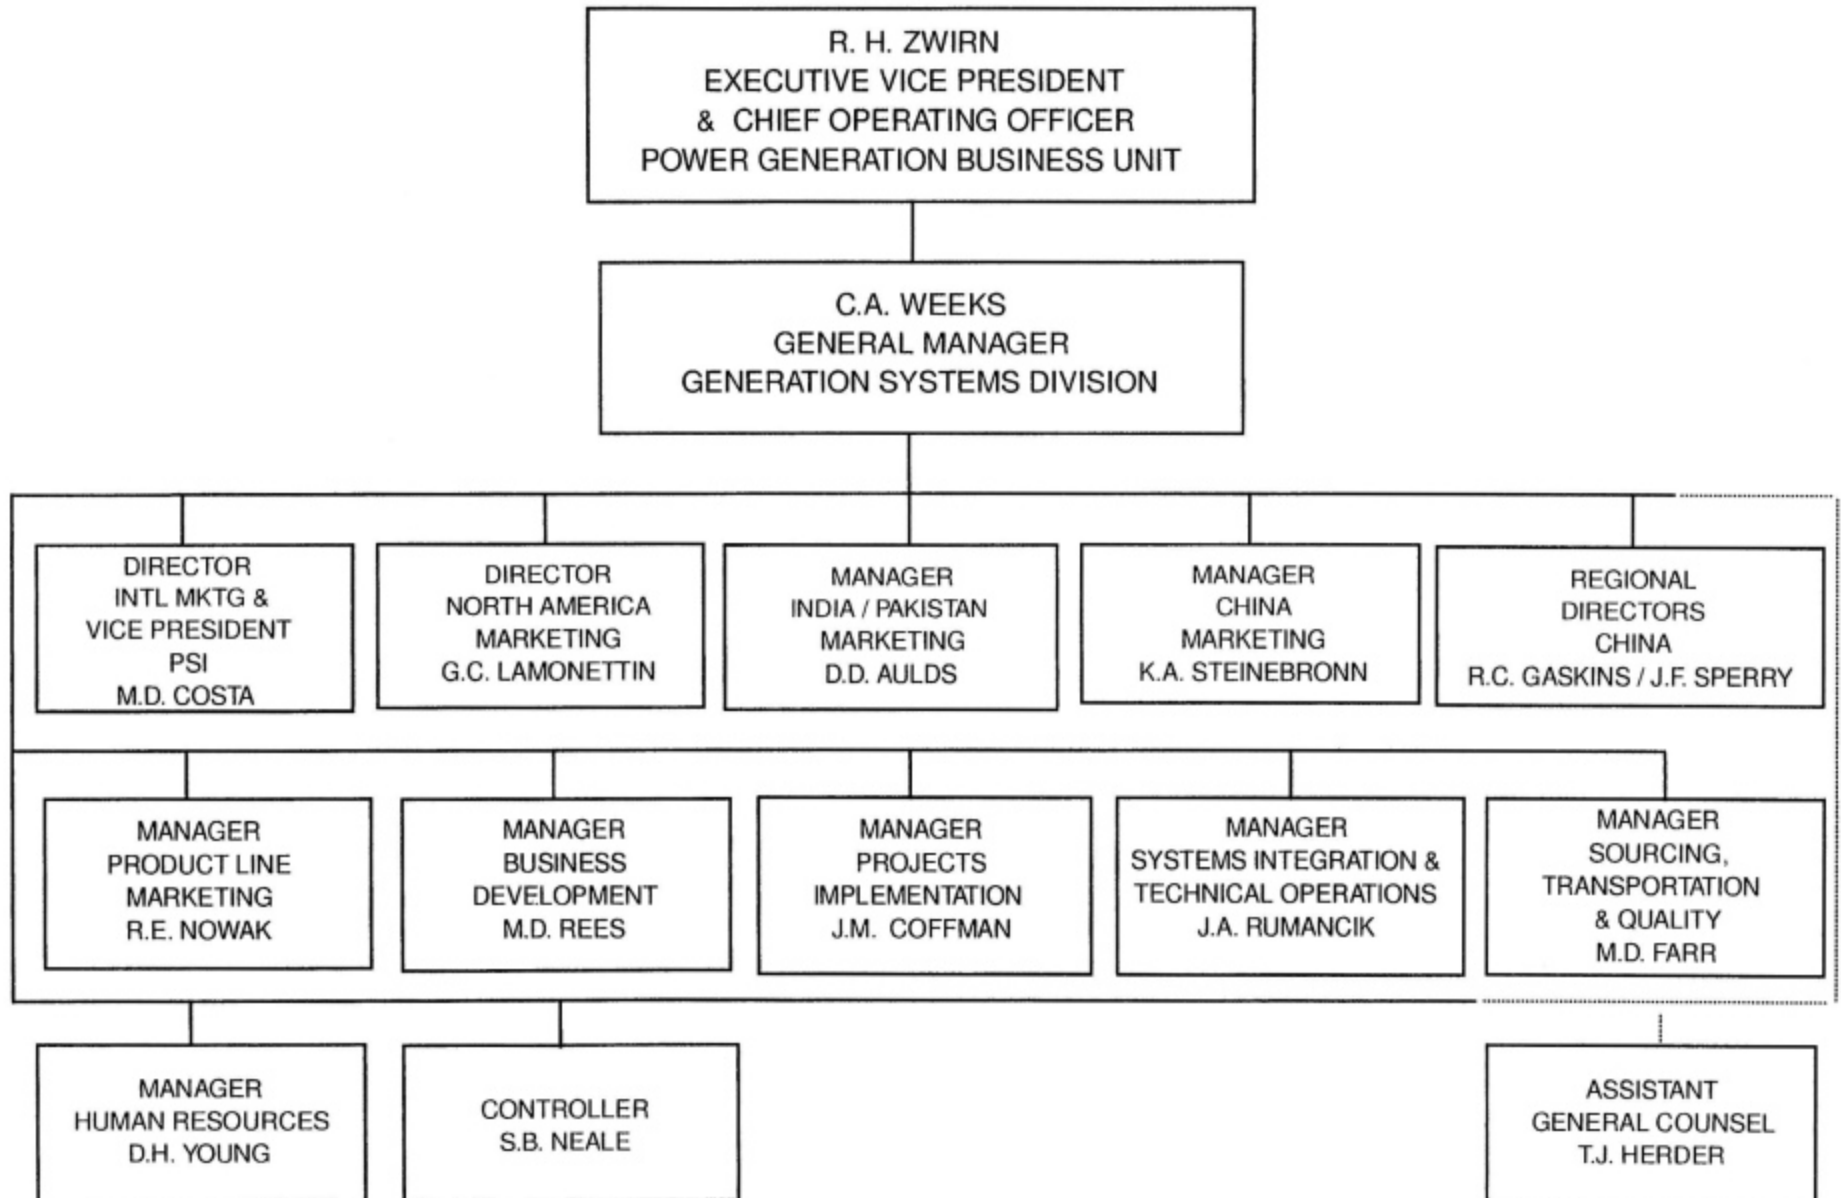 R. H. ZWIRN
EXECUTIVE VICE PRESIDENT
& CHIEF OPERATING OFFICER
POWER GENERATION BUSINESS UNIT
C.A. WEEKS
GENERAL MANAGER
GENERATION SYSTEMS DIVISION
DIRECTOR
INTL MKTG &
VICE PRESIDENT
PSI
M.D. COSTA
DIRECTOR
NORTH AMERICA
MARKETING
G.C. LAMONETTIN
MANAGER
INDIA / PAKISTAN
MARKETING
D.D. AULDS
MANAGER
CHINA
MARKETING
K.A. STEINEBRONN
REGIONAL
DIRECTORS
CHINA
R.C. GASKINS / J.F. SPERRY
MANAGER
PRODUCT LINE
MARKETING
R.E. NOWAK
MANAGER
BUSINESS
DEVELOPMENT
M.D. REES
MANAGER
PROJECTS
IMPLEMENTATION
J.M. COFFMAN
MANAGER
SYSTEMS INTEGRATION &
TECHNICAL OPERATIONS
J.A. RUMANCIK
MANAGER
SOURCING,
TRANSPORTATION
& QUALITY
M.D. FARR
MANAGER
HUMAN RESOURCES
D.H. YOUNG
CONTROLLER
S.B. NEALE
ASSISTANT
GENERAL COUNSEL
T.J. HERDER